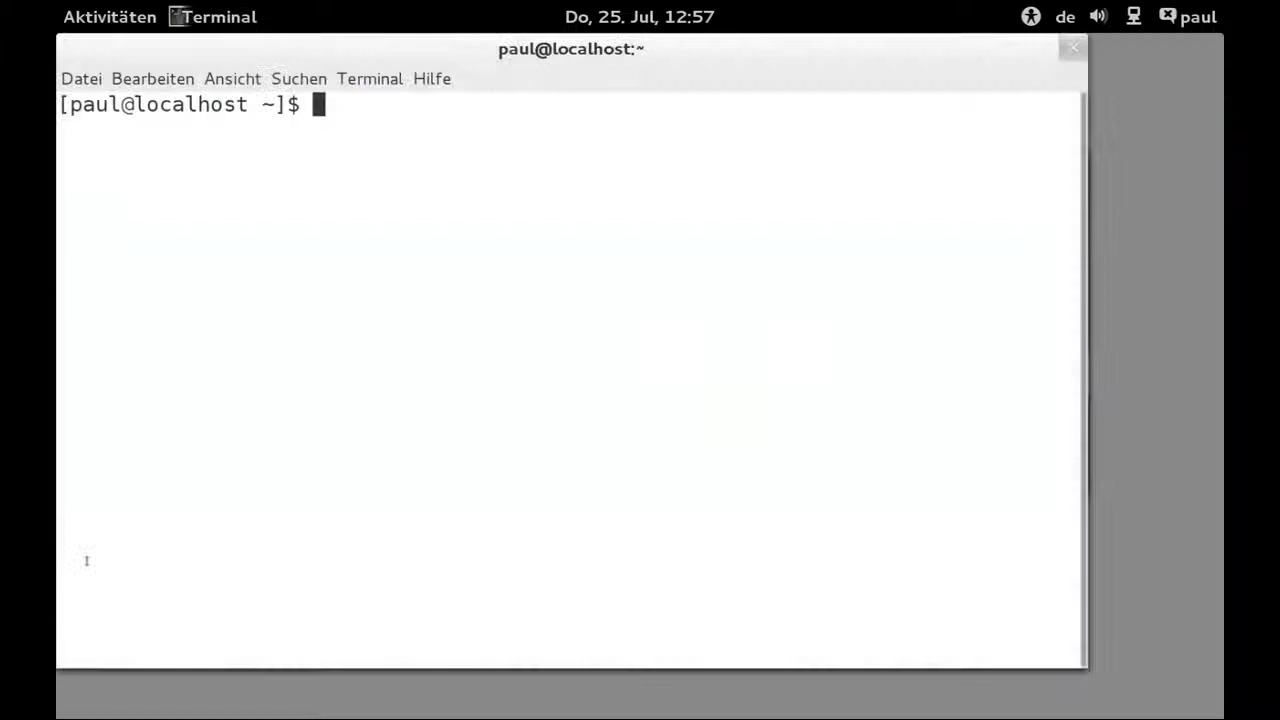 Aktivitäten Terminal Do, 25. Jul, 12:57 de paul
paul@localhost:~
Datei Bearbeiten Ansicht Suchen Terminal Hilfe
[paul@localhost ~]$